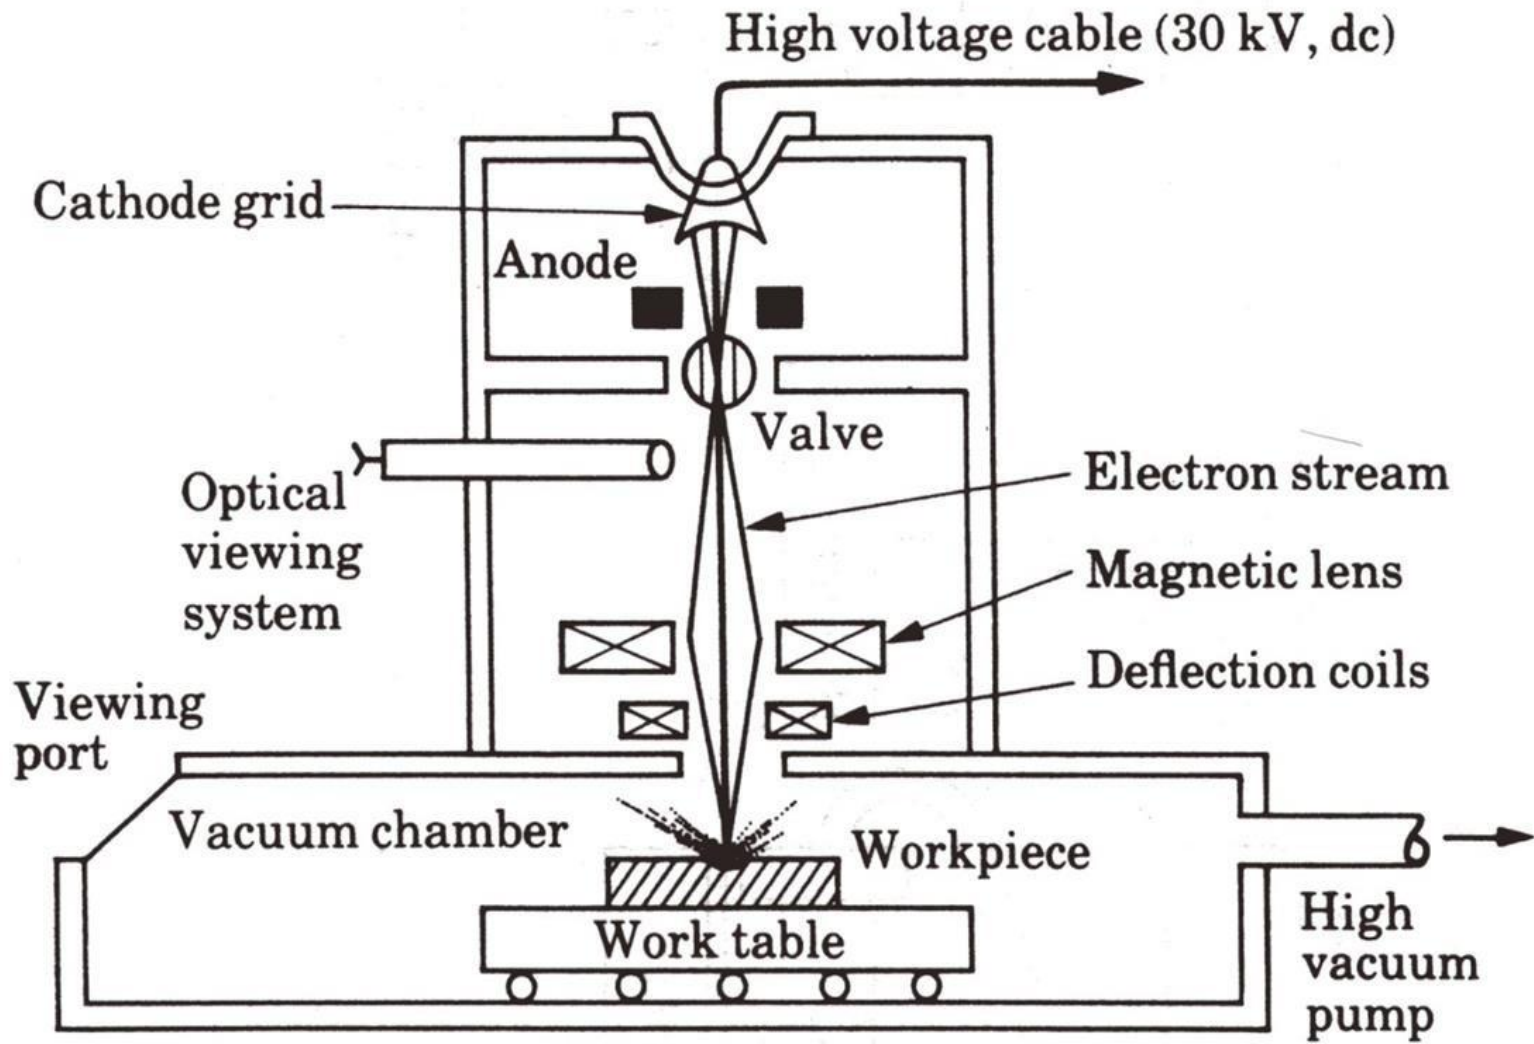 High voltage cable (30 kV, dc)
Cathode grid
Anode
Valve
Optical
viewing
system
Electron stream
Magnetic lens
Deflection coils
Viewing
port
Vacuum chamber
Workpiece
Work table
High
vacuum
pump